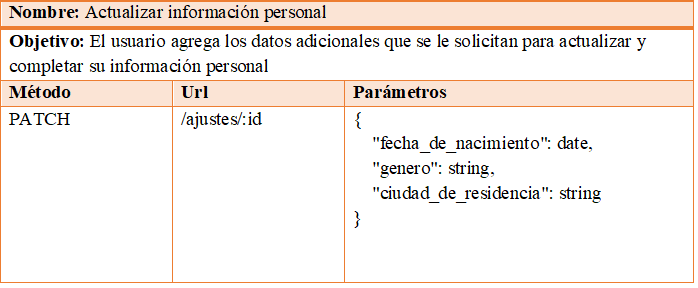 Nombre: Actualizar información personal
Objetivo: El usuario agrega los datos adicionales que se le solicitan para actualizar y
completar su información personal
Método Url Parámetros
PATCH /ajustes/:id {
"fecha_de_nacimiento": date,
"genero": string,
"ciudad_de_residencia": string
}